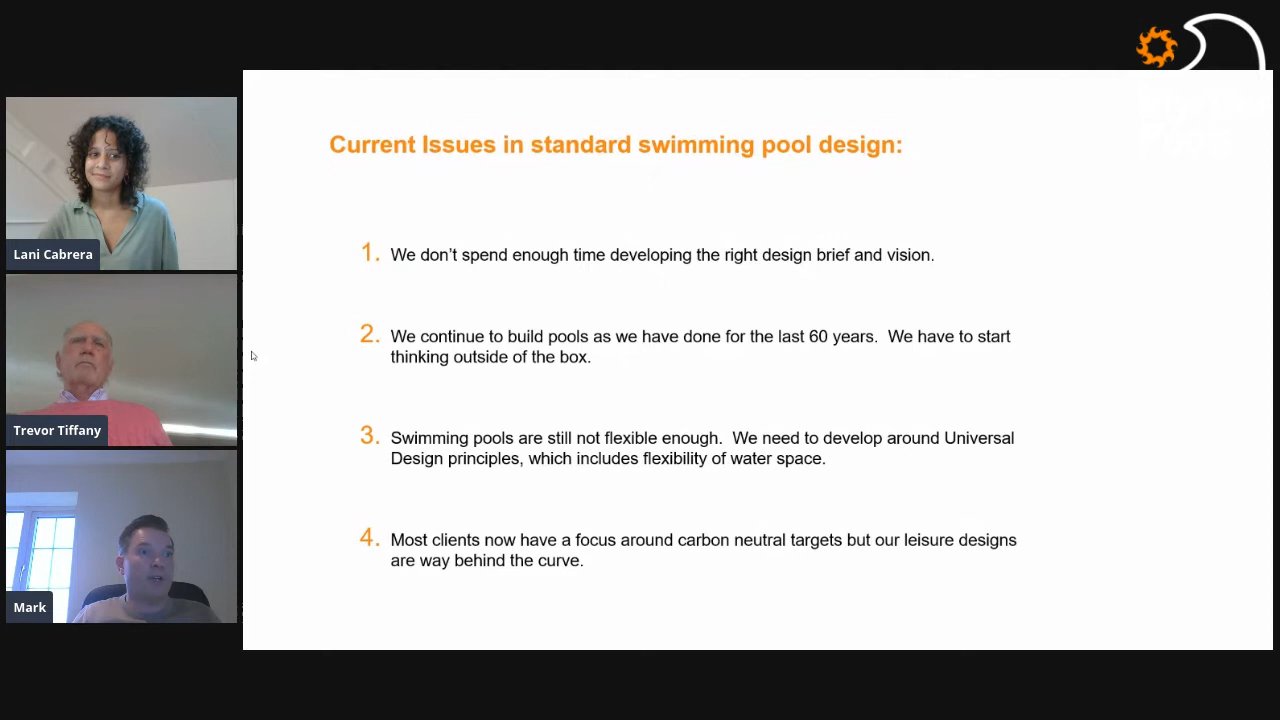 Current Issues in standard swimming pool design:
1. We don’t spend enough time developing the right design brief and vision.
2. We continue to build pools as we have done for the last 60 years.  We have to start
thinking outside of the box.
3. Swimming pools are still not flexible enough.  We need to develop around Universal
Design principles, which includes flexibility of water space.
4. Most clients now have a focus around carbon neutral targets but our leisure designs
are way behind the curve.
Lani Cabrera
Trevor Tiffany
Mark